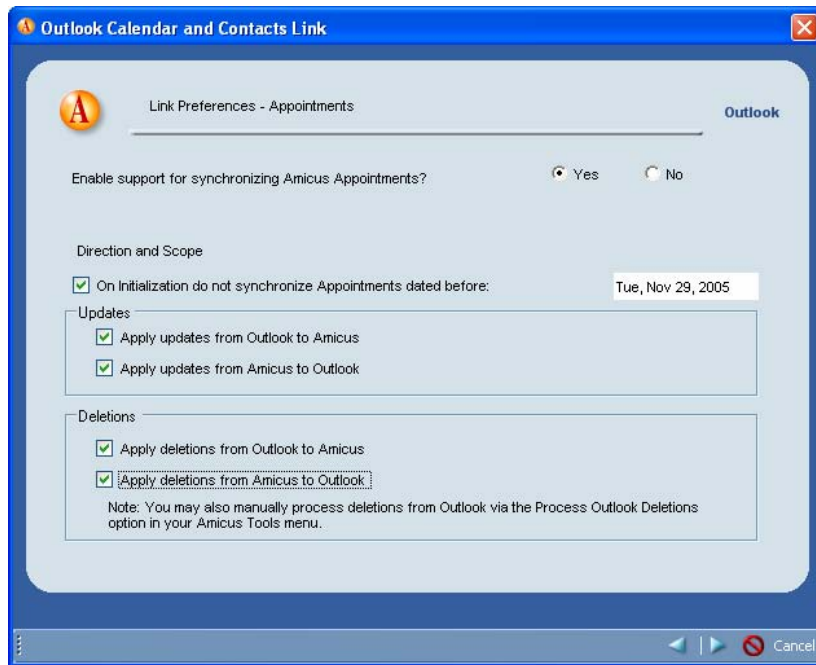 Outlook Calendar and Contacts Link
Link Preferences - Appointments
Outlook
Enable support for synchronizing Amicus Appointments?
Yes
No
Direction and Scope
On Initialization do not synchronize Appointments dated before:
Tue, Nov 29, 2005
Updates
Apply updates from Outlook to Amicus
Apply updates from Amicus to Outlook
Deletions
Apply deletions from Outlook to Amicus
Apply deletions from Amicus to Outlook
Note: You may also manually process deletions from Outlook via the Process Outlook Deletions
option in your Amicus Tools menu.
Cancel